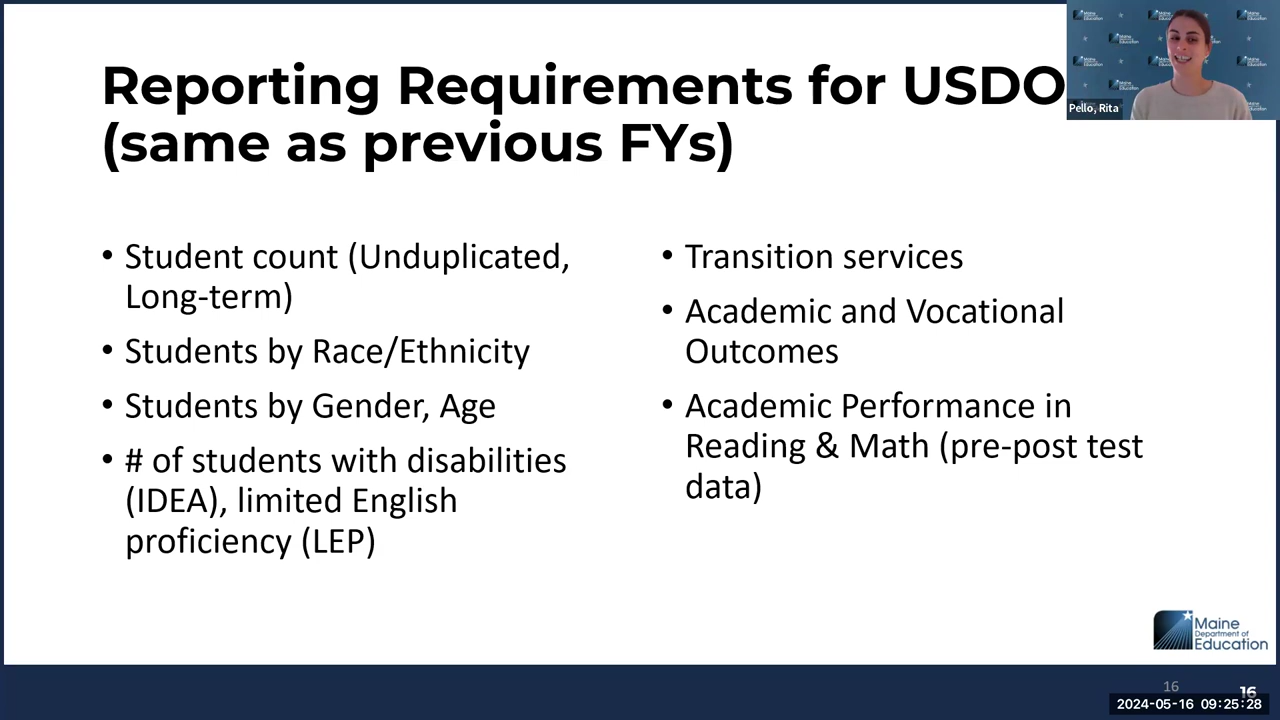 Reporting Requirements for USDO
(same as previous FYs)
Pello, Rita
• Student count (Unduplicated,
Long-term)
• Students by Race/Ethnicity
• Students by Gender, Age
• # of students with disabilities
(IDEA), limited English
proficiency (LEP)
• Transition services
• Academic and Vocational
Outcomes
• Academic Performance in
Reading & Math (pre-post test
data)
Maine
Department of
Education
16
16
2024-05-16 09:25:28